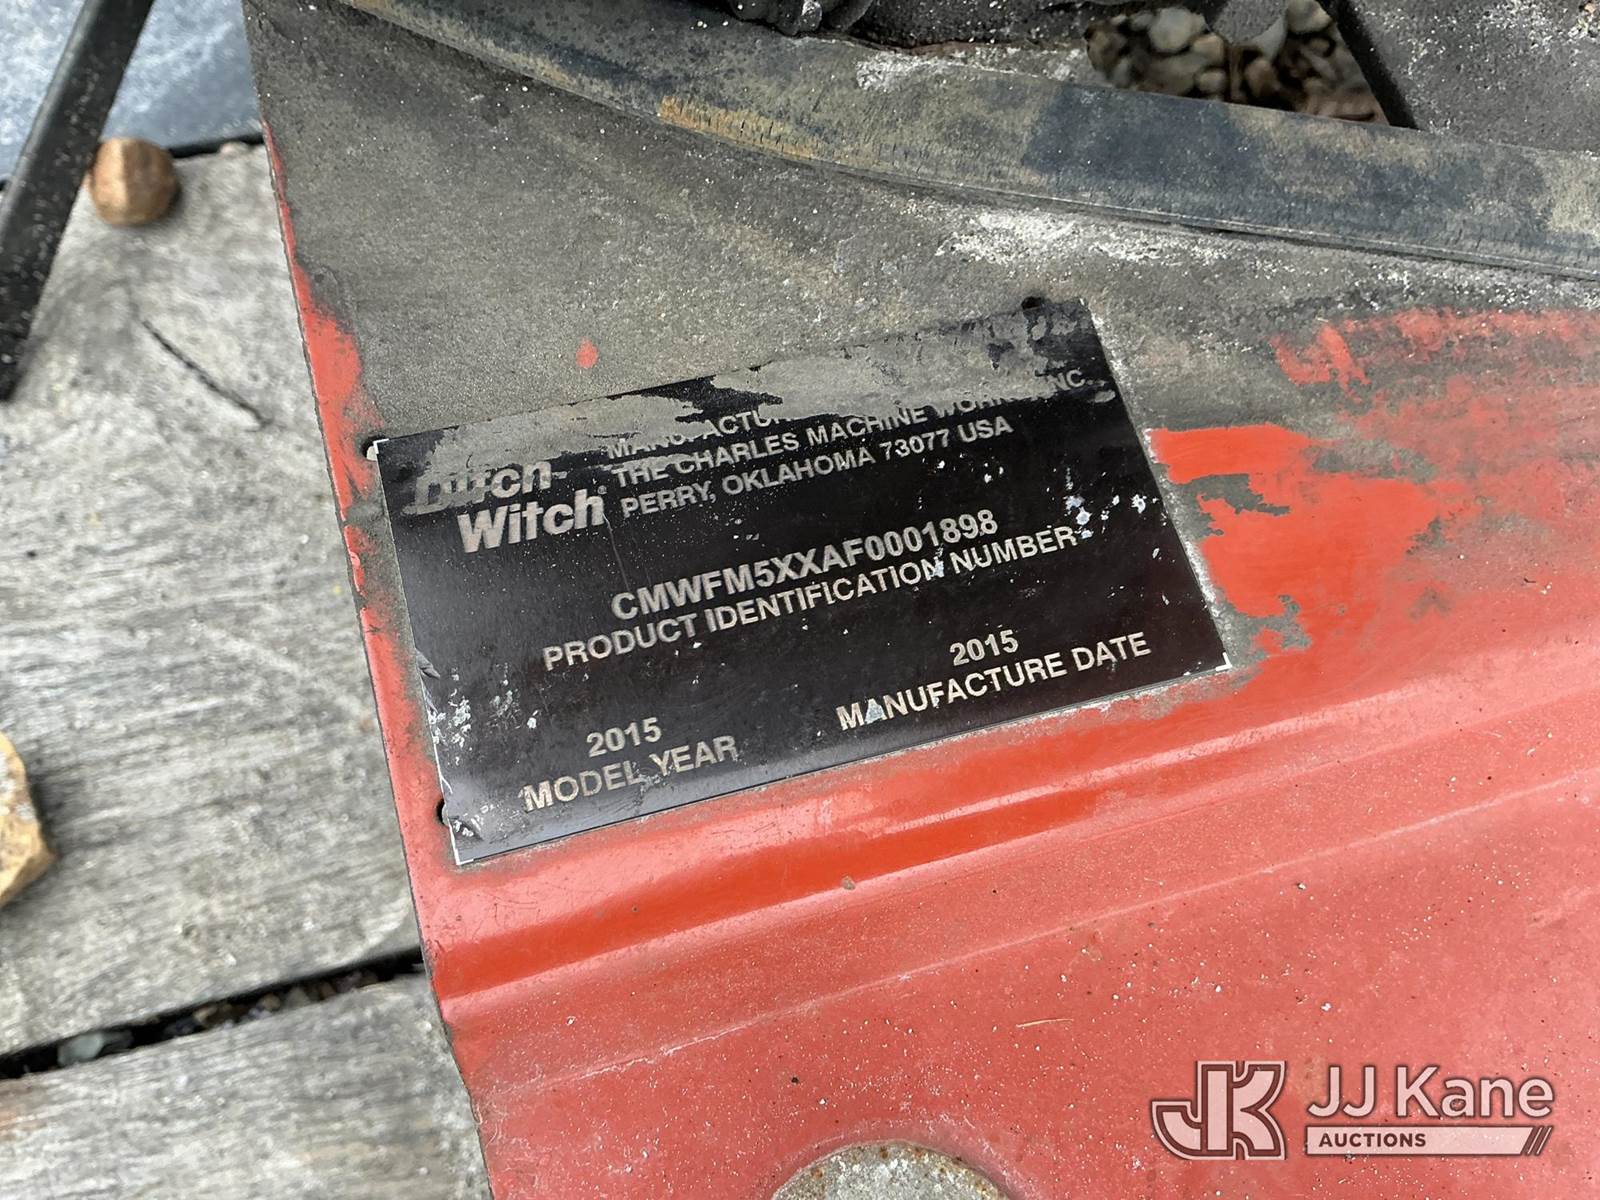 Ditch
Witch®
THE CHARLES MACHINE WORKS, INC
PERRY, OKLAHOMA 73077 USA
CMWFM5XXAF0001898
PRODUCT IDENTIFICATION NUMBER
2015
MODEL YEAR
2015
MANUFACTURE DATE
JK
JJ Kane
AUCTIONS